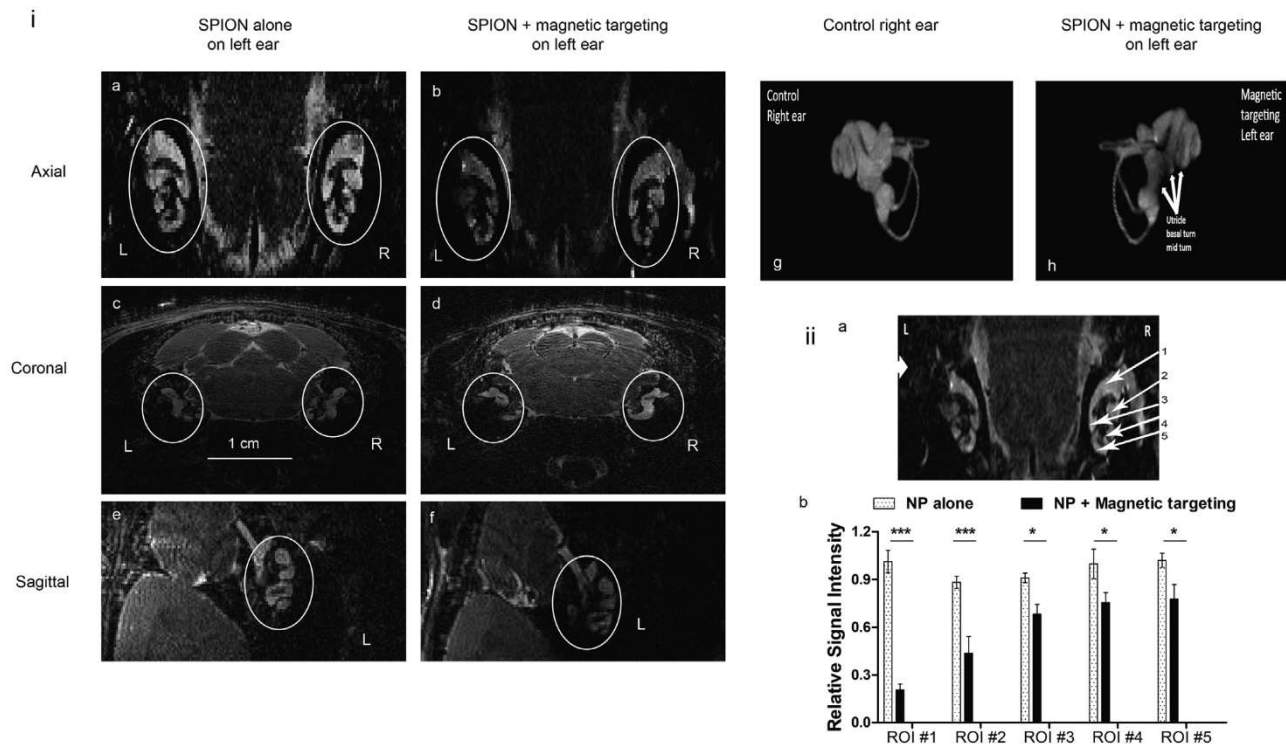 i
SPION alone
on left ear
SPION + magnetic targeting
on left ear
Control right ear
SPION + magnetic targeting
on left ear
Axial
a
L
R
b
L
R
Control
Right ear
g
Magnetic
targeting
Left ear
Utricle
basal turn
mid turn
h
Coronal
c
L
R
1 cm
d
L
R
Sagittal
e
L
f
L
ii
a
L
R
1
2
3
4
5
b
NP alone
NP + Magnetic targeting
Relative Signal Intensity
1.2
0.9
0.6
0.3
0.0
***
***
*
*
*
ROI #1
ROI #2
ROI #3
ROI #4
ROI #5